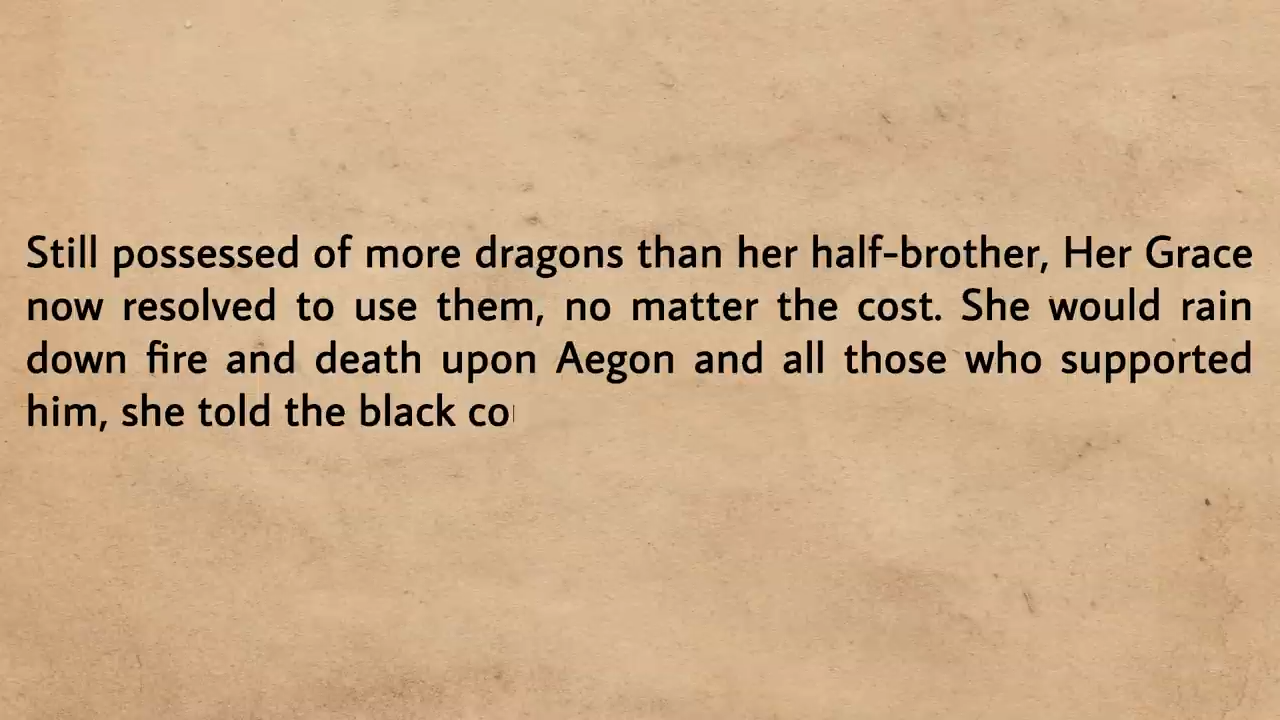 Still possessed of more dragons than her half-brother, Her Grace
now resolved to use them, no matter the cost. She would rain
down fire and death upon Aegon and all those who supported
him, she told the black